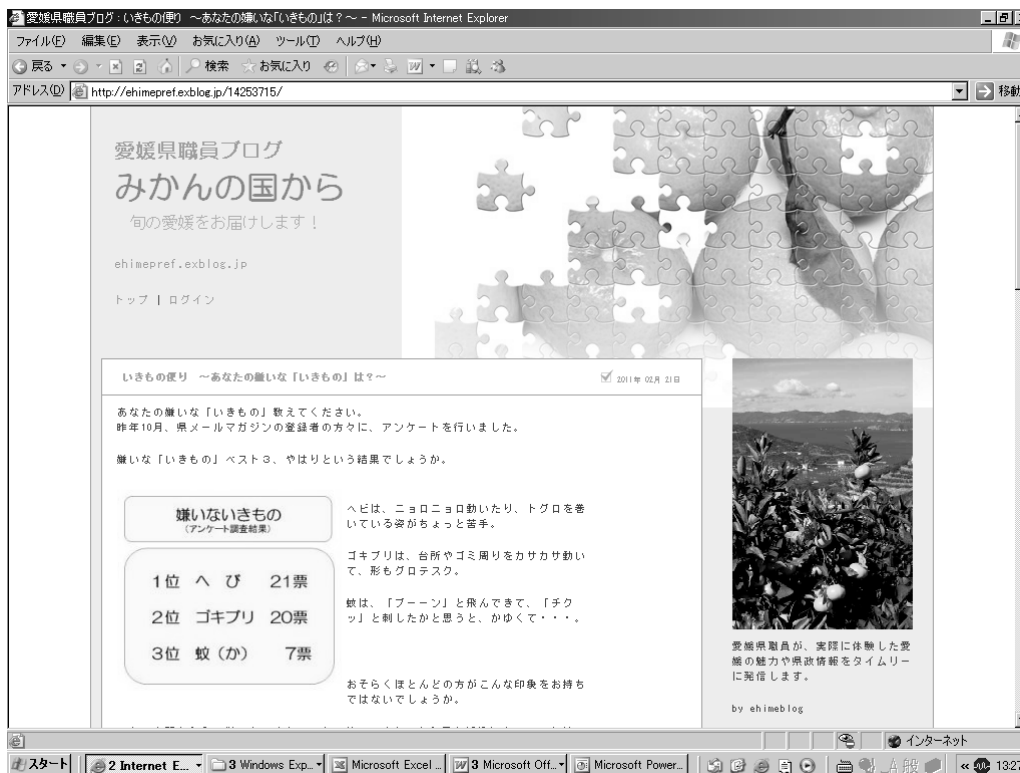 愛媛県職員ブログ：いきもの便り　～あなたの嫌いな「いきもの」は？～ - Microsoft Internet Explorer
ファイル(F)　編集(E)　表示(V)　お気に入り(A)　ツール(T)　ヘルプ(H)
戻る　検索　お気に入り
アドレス(D) http://ehimepref.exblog.jp/14253715/ 移動
愛媛県職員ブログ
みかんの国から
旬の愛媛をお届けします！
ehimepref.exblog.jp
トップ | ログイン
いきもの便り　～あなたの嫌いな「いきもの」は？～　2011年 02月 21日
あなたの嫌いな「いきもの」教えてください。
昨年10月、県メールマガジンの登録者の方々に、アンケートを行いました。
嫌いな「いきもの」ベスト３、やはりという結果でしょうか。
嫌いないきもの
（アンケート調査結果）
1位　へ び　21票
2位　ゴキブリ　20票
3位　蚊（か）　7票
ヘビは、ニョロニョロ動いたり、トグロを巻
いている姿がちょっと苦手。
ゴキブリは、台所やゴミ周りをカサカサ動い
て、形もグロテスク。
蚊は、「ブーーン」と飛んできて、「チク
ッ」と刺したかと思うと、かゆくて・・・。
おそらくほとんどの方がこんな印象をお持ち
ではないでしょうか。
愛媛県職員が、実際に体験した愛
媛の魅力や県政情報をタイムリー
に発信します。
by ehimeblog
インターネット
スタート　2 Internet E...　3 Windows Exp...　Microsoft Excel ...　3 Microsoft Off...　Microsoft Power...　A 般　13:27